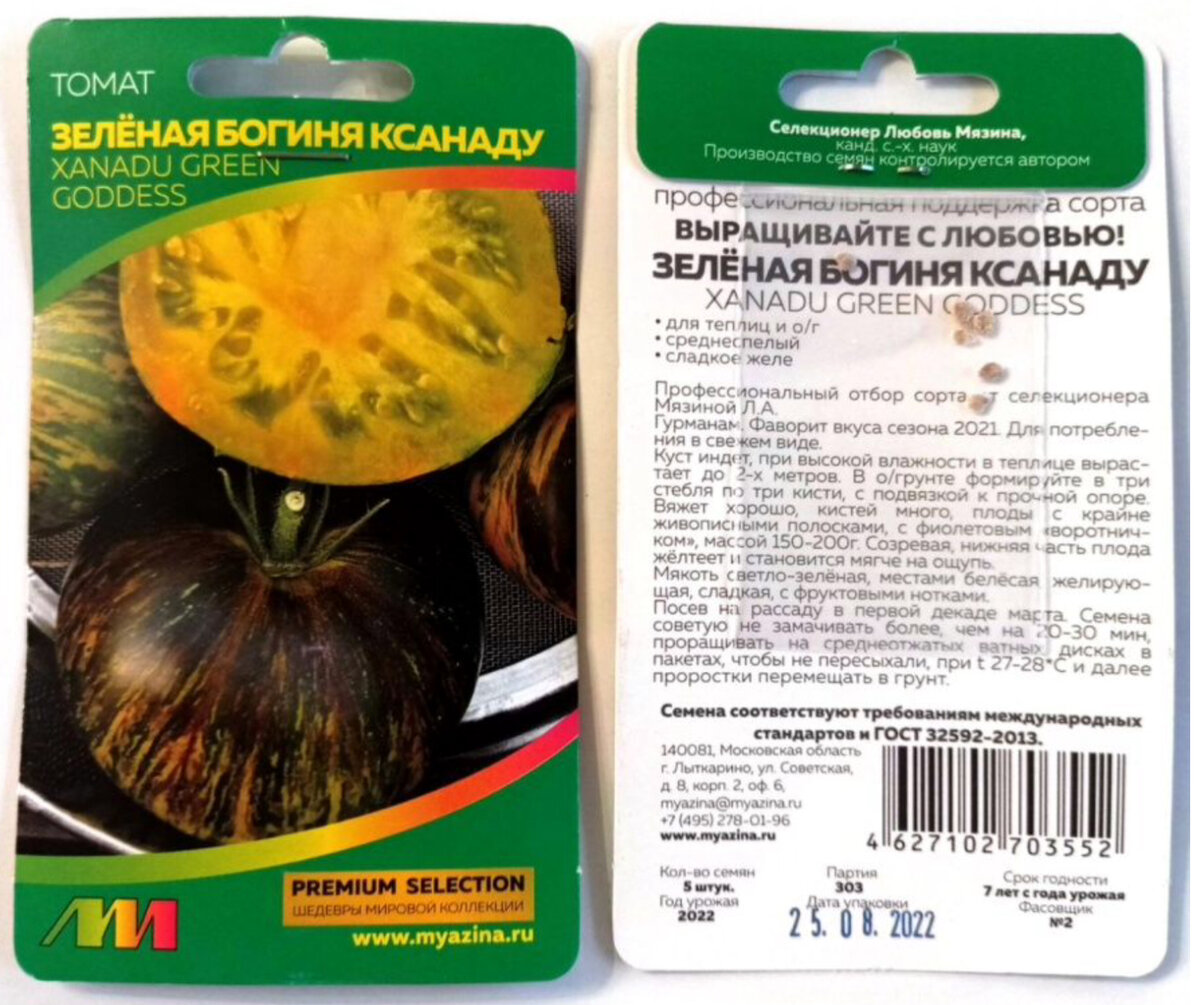 ТОМАТ
ЗЕЛЁНАЯ БОГИНЯ КСАНАДУ
XANADU GREEN
GODDESS
PREMIUM SELECTION
ШЕДЕВРЫ МИРОВОЙ КОЛЛЕКЦИИ
www.myazina.ru
Селекционер Любовь Мязина,
канд. с.-х. наук
Производство семян контролируется автором
профессиональная поддержка сорта
ВЫРАЩИВАЙТЕ С ЛЮБОВЬЮ!
ЗЕЛЁНАЯ БОГИНЯ КСАНАДУ
XANADU GREEN GODDESS
• для теплиц и о/г
• среднеспелый
• сладкое желе
Профессиональный отбор сорта от селекционера
Мязиной Л.А.
Гурманам. Фаворит вкуса сезона 2021. Для потребле-
ния в свежем виде.
Куст индет, при высокой влажности в теплице вырас-
тает до 2-х метров. В о/грунте формируйте в три
стебля по три кисти, с подвязкой к прочной опоре.
Вяжет хорошо, кистей много, плоды с крайне
живописными полосками, с фиолетовым «воротнич-
ком», массой 150-200г. Созревая, нижняя часть плода
жёлтеет и становится мягче на ощупь.
Мякоть светло-зелёная, местами белёсая желирую-
щая, сладкая, с фруктовыми нотками.
Посев на рассаду в первой декаде марта. Семена
советую не замачивать более, чем на 20-30 мин,
проращивать на среднеотжатых ватных дисках в
пакетах, чтобы не пересыхали, при t 27-28°С и далее
проростки перемещать в грунт.
Семена соответствуют требованиям международных
стандартов и ГОСТ 32592-2013.
140081, Московская область
г. Лыткарино, ул. Советская,
д. 8, корп. 2, оф. 6,
myazina@myazina.ru
+7 (495) 278-01-96
www.myazina.ru
4 627102 703552
Кол-во семян
5 штук.
Год урожая
2022
Партия
303
Дата упаковки
25.08.2022
Срок годности
7 лет с года урожая
Фасовщик
№2